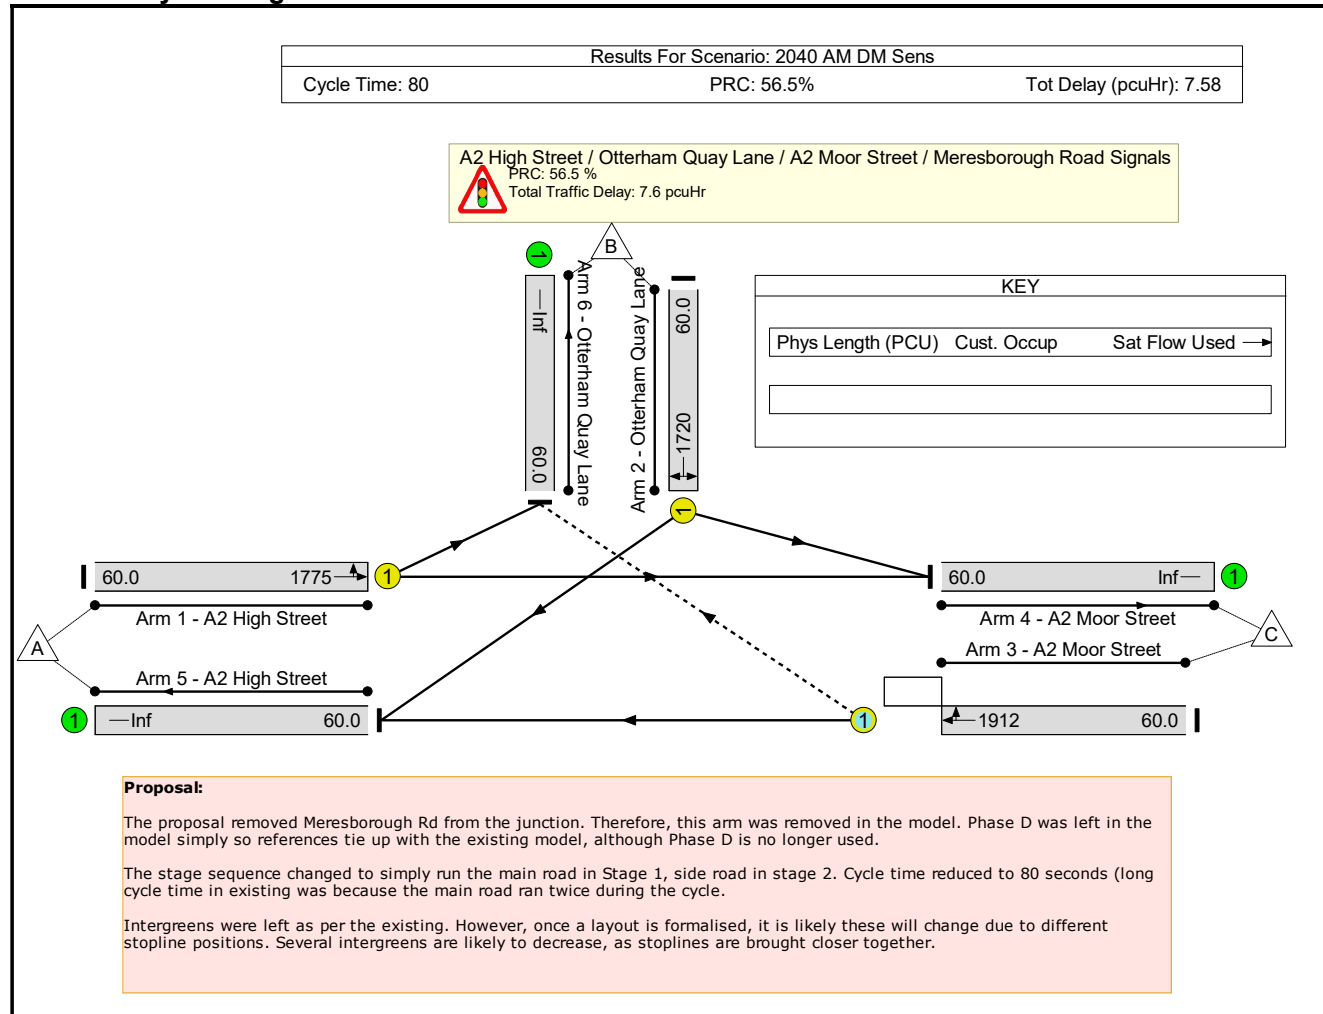 Results For Scenario: 2040 AM DM Sens
Cycle Time: 80 PRC: 56.5% Tot Delay (pcuHr): 7.58
A2 High Street / Otterham Quay Lane / A2 Moor Street / Meresborough Road Signals
PRC: 56.5 %
Total Traffic Delay: 7.6 pcuHr
B
1
Inf
60.0
Arm 6 - Otterham Quay Lane
Arm 2 - Otterham Quay Lane
60.0
1720
1
KEY
Phys Length (PCU) Cust. Occup Sat Flow Used
60.0 1775 1
Arm 1 - A2 High Street
A
Arm 5 - A2 High Street
1 Inf 60.0
60.0 Inf 1
Arm 4 - A2 Moor Street
C
Arm 3 - A2 Moor Street
1 1912 60.0
Proposal:
The proposal removed Meresborough Rd from the junction. Therefore, this arm was removed in the model. Phase D was left in the
model simply so references tie up with the existing model, although Phase D is no longer used.
The stage sequence changed to simply run the main road in Stage 1, side road in stage 2. Cycle time reduced to 80 seconds (long
cycle time in existing was because the main road ran twice during the cycle.
Intergreens were left as per the existing. However, once a layout is formalised, it is likely these will change due to different
stopline positions. Several intergreens are likely to decrease, as stoplines are brought closer together.